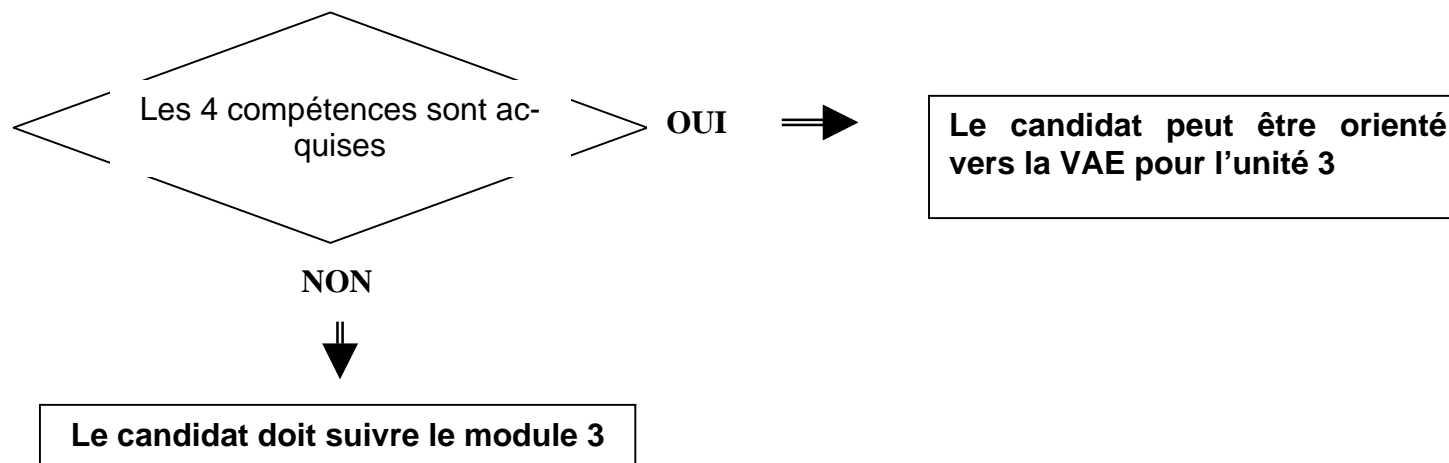 Les 4 compétences sont ac-
quises
OUI
Le candidat peut être orienté
vers la VAE pour l’unité 3
NON
Le candidat doit suivre le module 3